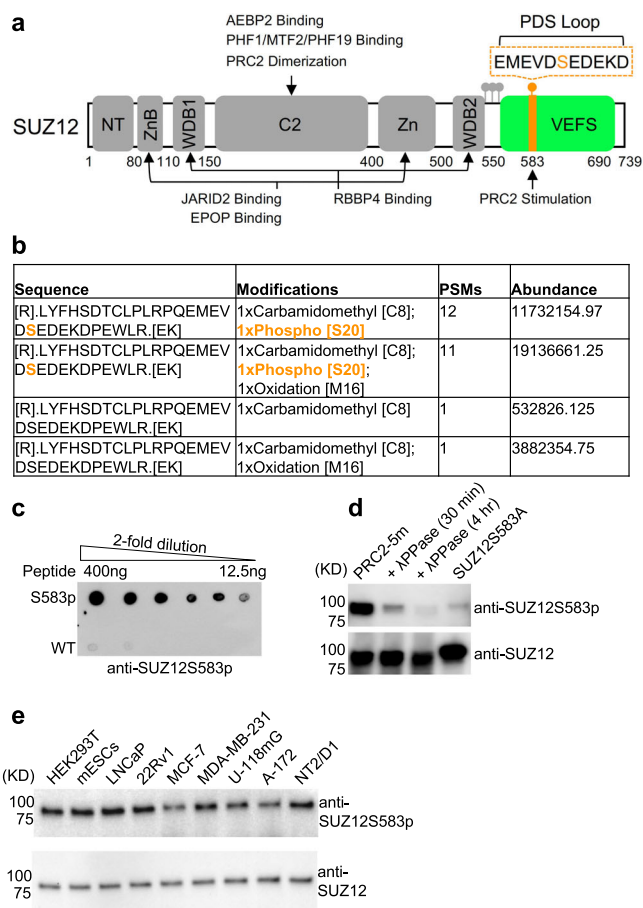 a
AEBP2 Binding
PHF1/MTF2/PHF19 Binding
PRC2 Dimerization
PDS Loop
EMEVDSEDEKD
SUZ12
NT
ZnB
WDB1
C2
Zn
WDB2
VEFS
1 80 110 150 400 500 550 583 690 739
JARID2 Binding
EPOP Binding
RBBP4 Binding
PRC2 Stimulation
b
Sequence Modifications PSMs Abundance
[R].LYFHSDTCLPLRPQEMEV 1xCarbamidomethyl [C8]; 12 11732154.97
DSEDEKDPEWLR.[EK] 1xPhospho [S20]
[R].LYFHSDTCLPLRPQEMEV 1xCarbamidomethyl [C8]; 11 19136661.25
DSEDEKDPEWLR.[EK] 1xPhospho [S20];
1xOxidation [M16]
[R].LYFHSDTCLPLRPQEMEV 1xCarbamidomethyl [C8] 1 532826.125
DSEDEKDPEWLR.[EK]
[R].LYFHSDTCLPLRPQEMEV 1xCarbamidomethyl [C8]; 1 3882354.75
DSEDEKDPEWLR.[EK] 1xOxidation [M16]
c
2-fold dilution
Peptide 400ng 12.5ng
S583p
WT
anti-SUZ12S583p
d
PRC2-5m
+ λPPase (30 min)
+ λPPase (4 hr)
SUZ12S583A
(KD)
100
75
anti-SUZ12S583p
100
75
anti-SUZ12
e
HEK293T
mESCs
LNCaP
22Rv1
MCF-7
MDA-MB-231
U-118mG
A-172
NT2/D1
(KD)
100
75
anti-
SUZ12S583p
100
75
anti-
SUZ12